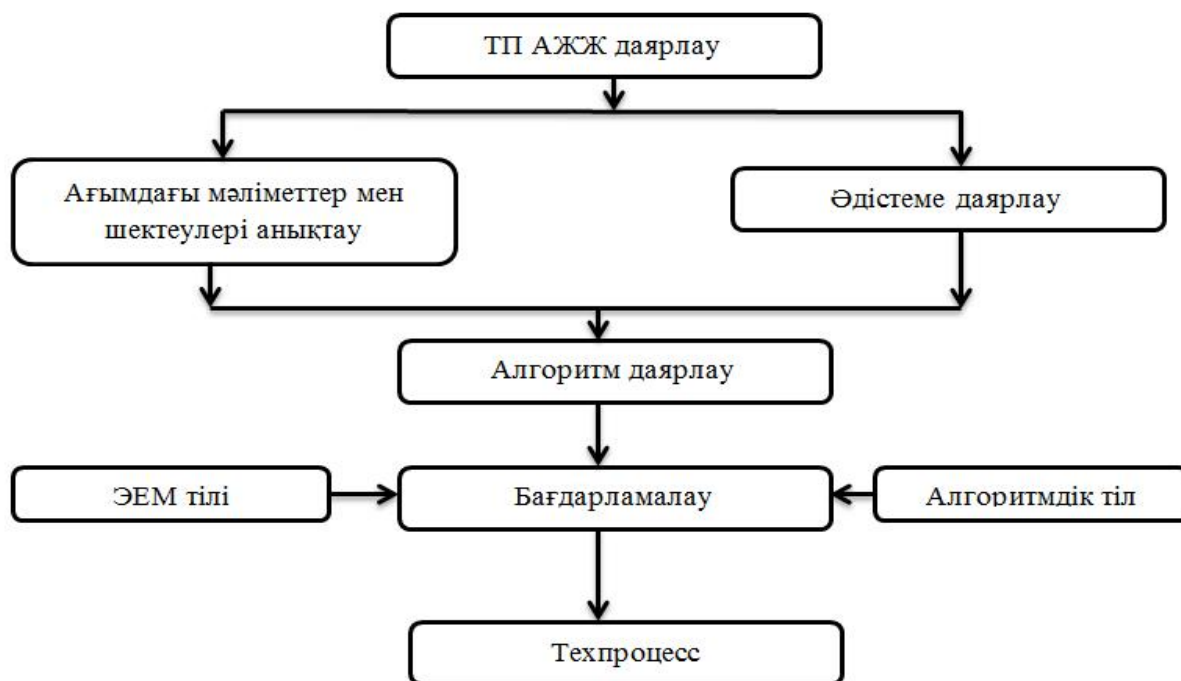 ТП АЖЖ даярлау
Ағымдағы мәліметтер мен
шектеулері анықтау
Әдістеме даярлау
Алгоритм даярлау
ЭЕМ тілі
Бағдарламалау
Алгоритмдік тіл
Техпроцесс